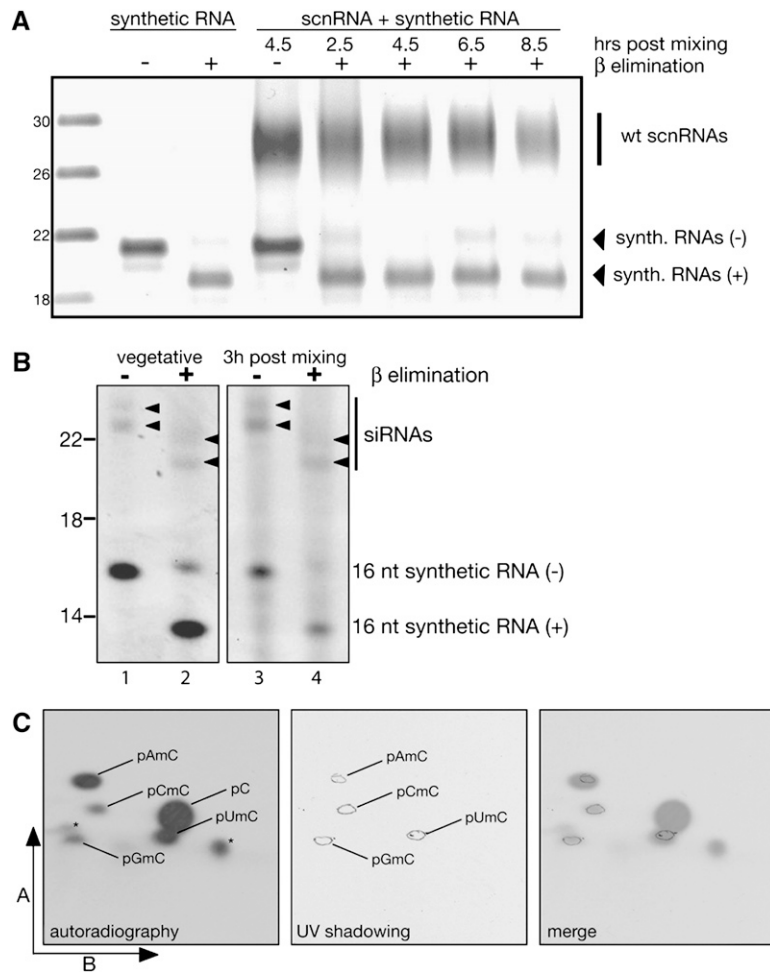 A
synthetic RNA
scnRNA + synthetic RNA
4.5 2.5 4.5 6.5 8.5 hrs post mixing
- + - + + + + β elimination
30
26
22
18
wt scnRNAs
synth. RNAs (-)
synth. RNAs (+)
B
vegetative 3h post mixing
- + - + β elimination
22
18
14
siRNAs
16 nt synthetic RNA (-)
16 nt synthetic RNA (+)
1 2 3 4
C
pAmC
pCmC
pC
pUmC
*
*
pGmC
A
B
autoradiography
pAmC
pCmC
pUmC
pGmC
UV shadowing
merge